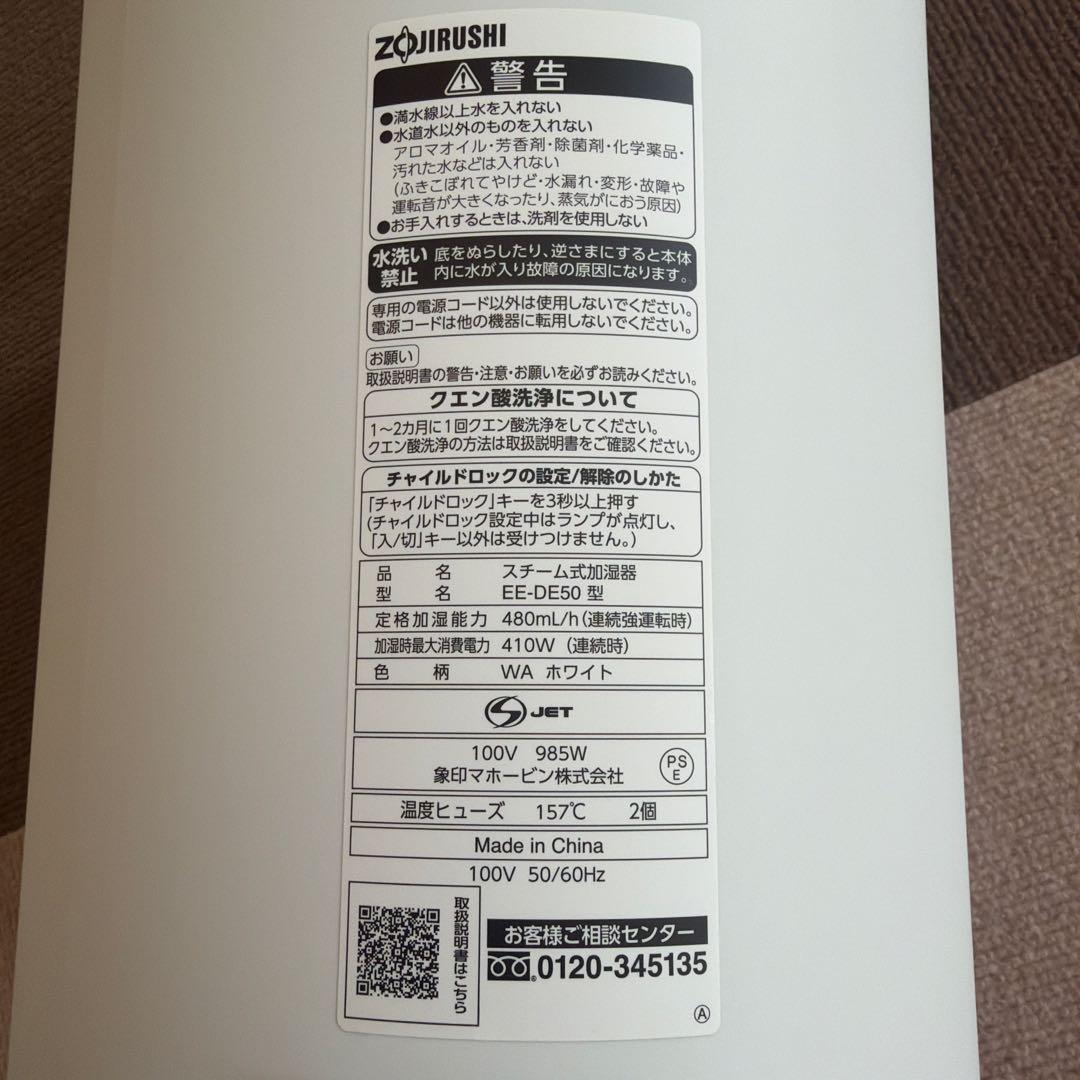 ZOJIRUSHI
警告
●満水線以上水を入れない
●水道水以外のものを入れない
アロマオイル・芳香剤・除菌剤・化学薬品・
汚れた水などは入れない
(ふきこぼれてやけど・水漏れ・変形・故障や
運転音が大きくなったり、蒸気がにおう原因)
●お手入れするときは、洗剤を使用しない
水洗い禁止
底をぬらしたり、逆さまにすると本体
内に水が入り故障の原因になります。
専用の電源コード以外は使用しないでください。
電源コードは他の機器に転用しないでください。
お願い
取扱説明書の警告・注意・お願いを必ずお読みください。
クエン酸洗浄について
1〜2カ月に1回クエン酸洗浄をしてください。
クエン酸洗浄の方法は取扱説明書をご確認ください。
チャイルドロックの設定/解除のしかた
「チャイルドロック」キーを3秒以上押す
(チャイルドロック設定中はランプが点灯し、
「入/切」キー以外は受けつけません。)
品名 スチーム式加湿器
型名 EE-DE50 型
定格加湿能力 480mL/h(連続強運転時)
加湿時最大消費電力 410W (連続時)
色柄 WA ホワイト
S JET
100V 985W
象印マホービン株式会社
PS
E
温度ヒューズ 157℃ 2個
Made in China
100V 50/60Hz
取扱説明書はこちら
お客様ご相談センター
0120-345135
A